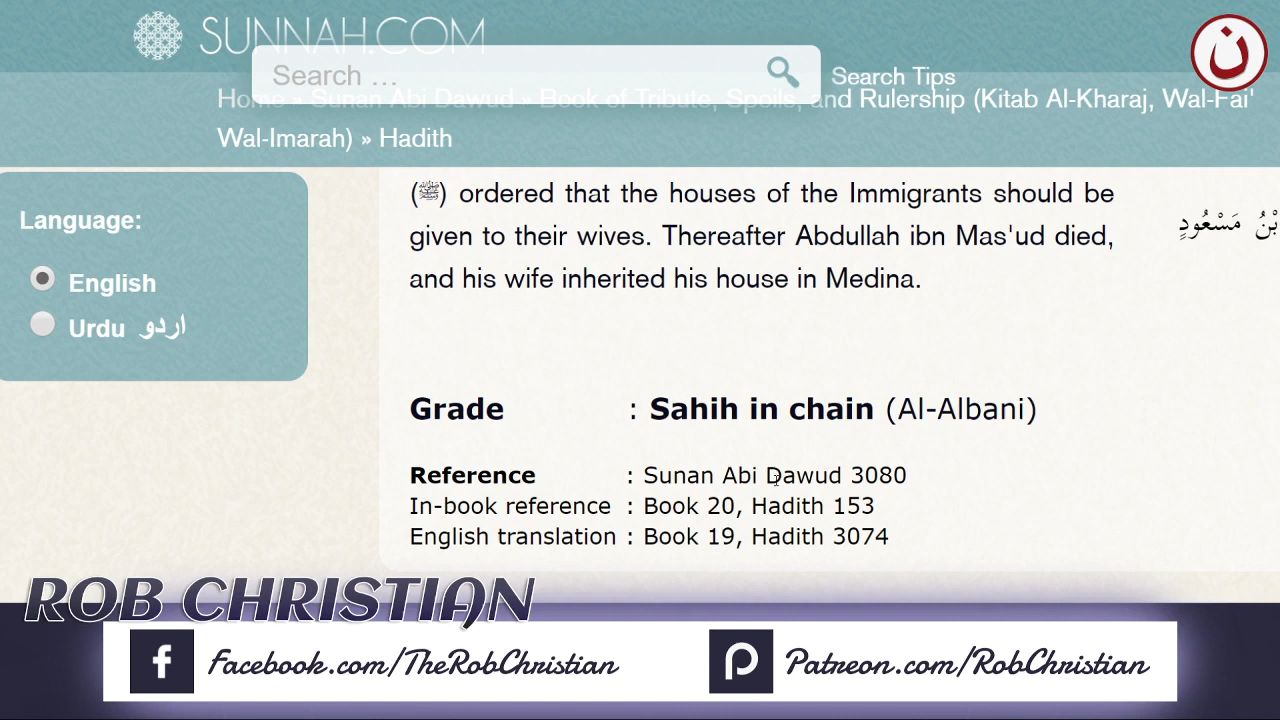 SUNNAH.COM
Search ...
Search Tips
Home » Sunan Abi Dawud » Book of Tribute, Spoils, and Rulership (Kitab Al-Kharaj, Wal-Fai'
Wal-Imarah) » Hadith
ن
Language:
English
Urdu اردو
(ﷺ) ordered that the houses of the Immigrants should be
given to their wives. Thereafter Abdullah ibn Mas'ud died,
and his wife inherited his house in Medina.
بْنُ مَسْعُودٍ
Grade : Sahih in chain (Al-Albani)
Reference : Sunan Abi Dawud 3080
In-book reference : Book 20, Hadith 153
English translation : Book 19, Hadith 3074
ROB CHRISTIAN
Facebook.com/TheRobChristian
Patreon.com/RobChristian